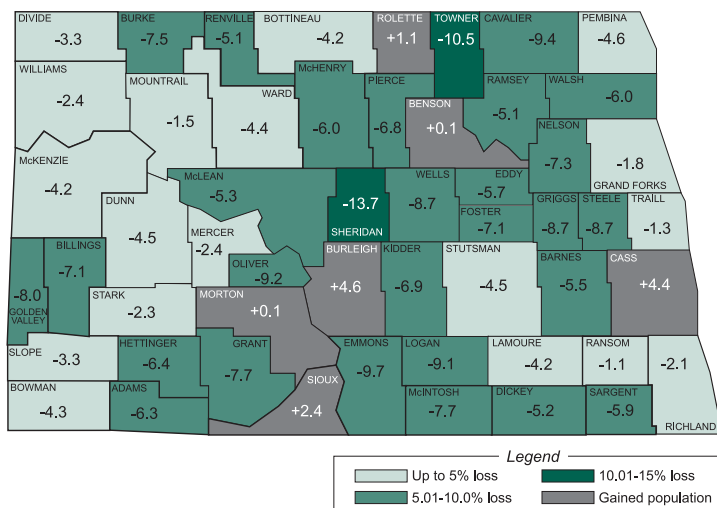 DIVIDE
-3.3
BURKE
-7.5
RENVILLE
-5.1
BOTTINEAU
-4.2
ROLETTE
+1.1
TOWNER
-10.5
CAVALIER
-9.4
PEMBINA
-4.6
WILLIAMS
-2.4
MOUNTRAIL
-1.5
WARD
-4.4
McHENRY
-6.0
PIERCE
-6.8
BENSON
+0.1
RAMSEY
-5.1
WALSH
-6.0
NELSON
-7.3
-1.8
GRAND FORKS
McKENZIE
-4.2
DUNN
-4.5
McLEAN
-5.3
MERCER
-2.4
OLIVER
-9.2
-13.7
SHERIDAN
WELLS
-8.7
EDDY
-5.7
FOSTER
-7.1
GRIGGS
-8.7
STEELE
-8.7
TRAILL
-1.3
-8.0
GOLDEN
VALLEY
BILLINGS
-7.1
STARK
-2.3
MORTON
+0.1
BURLEIGH
+4.6
KIDDER
-6.9
STUTSMAN
-4.5
BARNES
-5.5
CASS
+4.4
SLOPE
-3.3
HETTINGER
-6.4
GRANT
-7.7
SIOUX
+2.4
EMMONS
-9.7
LOGAN
-9.1
LAMOURE
-4.2
RANSOM
-1.1
-2.1
RICHLAND
BOWMAN
-4.3
ADAMS
-6.3
McINTOSH
-7.7
DICKEY
-5.2
SARGENT
-5.9
Legend
Up to 5% loss
10.01-15% loss
5.01-10.0% loss
Gained population